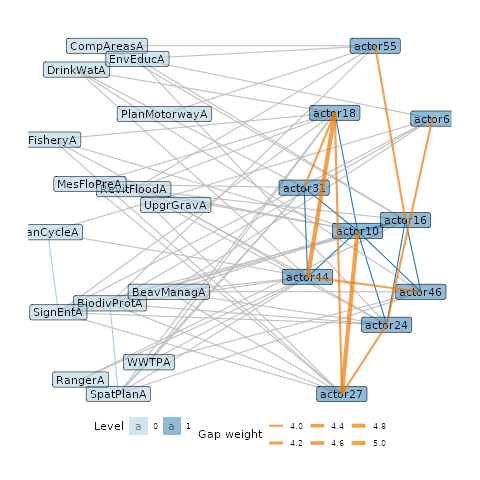 CompAreasA
actor55
EnvEducA
DrinkWatA
PlanMotorwayA
actor18
actor6
FisheryA
MesFloPreA
actor31
UpgrGravA
actor16
anCycleA
actor10
actor44
BeavManagA
actor46
BiodivProtA
SignEntA
actor24
WWTPA
RangerA
SpatPlanA
actor27
Level a 0 a 1
Gap weight 4.0 4.4 4.8
4.2 4.6 5.0